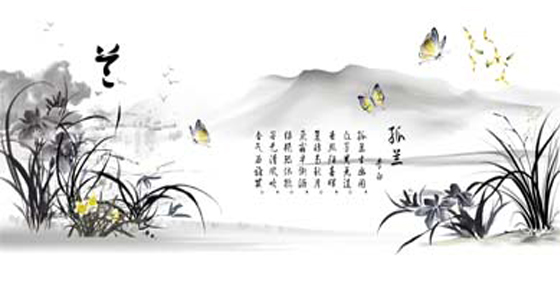 孤兰
李白
孤兰生幽园，
众草共芜没。
虽照阳春晖，
复悲高秋月。
飞霜早淅沥，
绿艳恐休歇。
若无清风吹，
香气为谁发。
兰